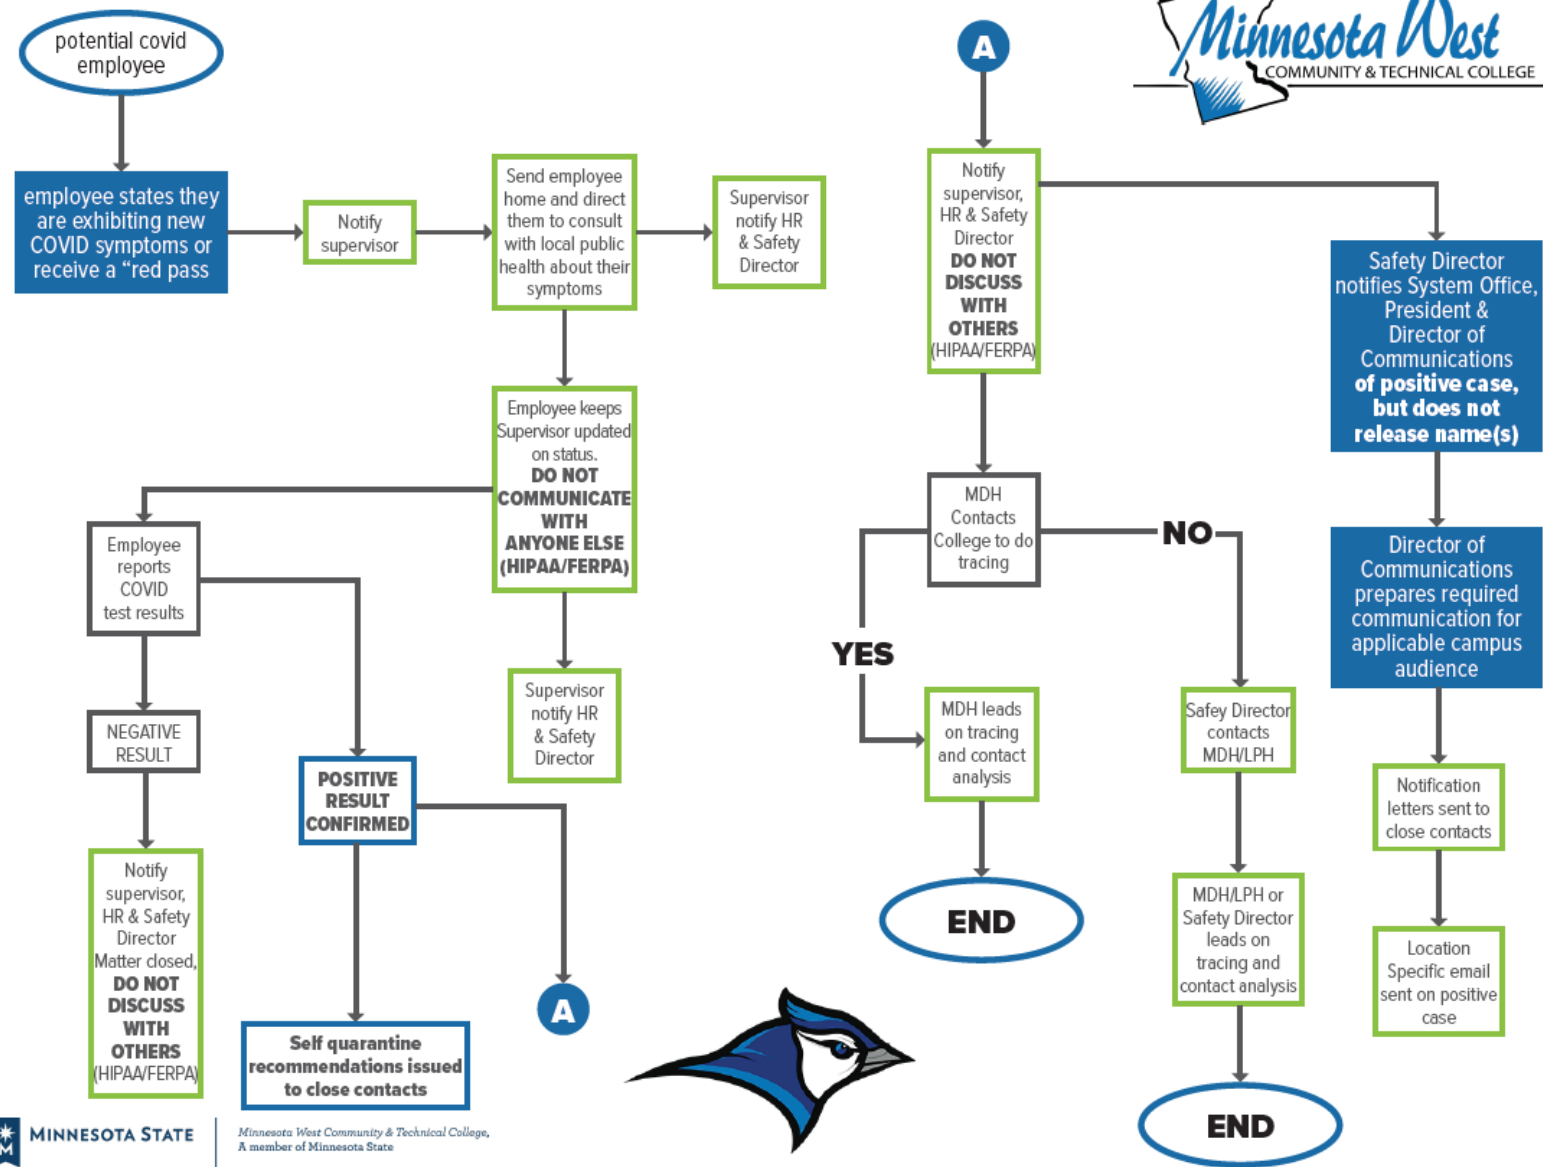 potential covid
employee
employee states they
are exhibiting new
COVID symptoms or
receive a “red pass
Notify
supervisor
Send employee
home and direct
them to consult
with local public
health about their
symptoms
Supervisor
notify HR
& Safety
Director
Employee keeps
Supervisor updated
on status.
DO NOT
COMMUNICATE
WITH
ANYONE ELSE
(HIPAA/FERPA)
Supervisor
notify HR
& Safety
Director
Employee
reports
COVID
test results
NEGATIVE
RESULT
Notify
supervisor,
HR & Safety
Director
Matter closed,
DO NOT
DISCUSS
WITH
OTHERS
(HIPAA/FERPA)
POSITIVE
RESULT
CONFIRMED
Self quarantine
recommendations issued
to close contacts
A
A
Notify
supervisor,
HR & Safety
Director
DO NOT
DISCUSS
WITH
OTHERS
(HIPAA/FERPA)
MDH
Contacts
College to do
tracing
YES
NO
MDH leads
on tracing
and contact
analysis
END
Safey Director
contacts
MDH/LPH
MDH/LPH or
Safety Director
leads on
tracing and
contact analysis
END
Minnesota West
COMMUNITY & TECHNICAL COLLEGE
Safety Director
notifies System Office,
President &
Director of
Communications
of positive case,
but does not
release name(s)
Director of
Communications
prepares required
communication for
applicable campus
audience
Notification
letters sent to
close contacts
Location
Specific email
sent on positive
case
M
MINNESOTA STATE
Minnesota West Community & Technical College,
A member of Minnesota State